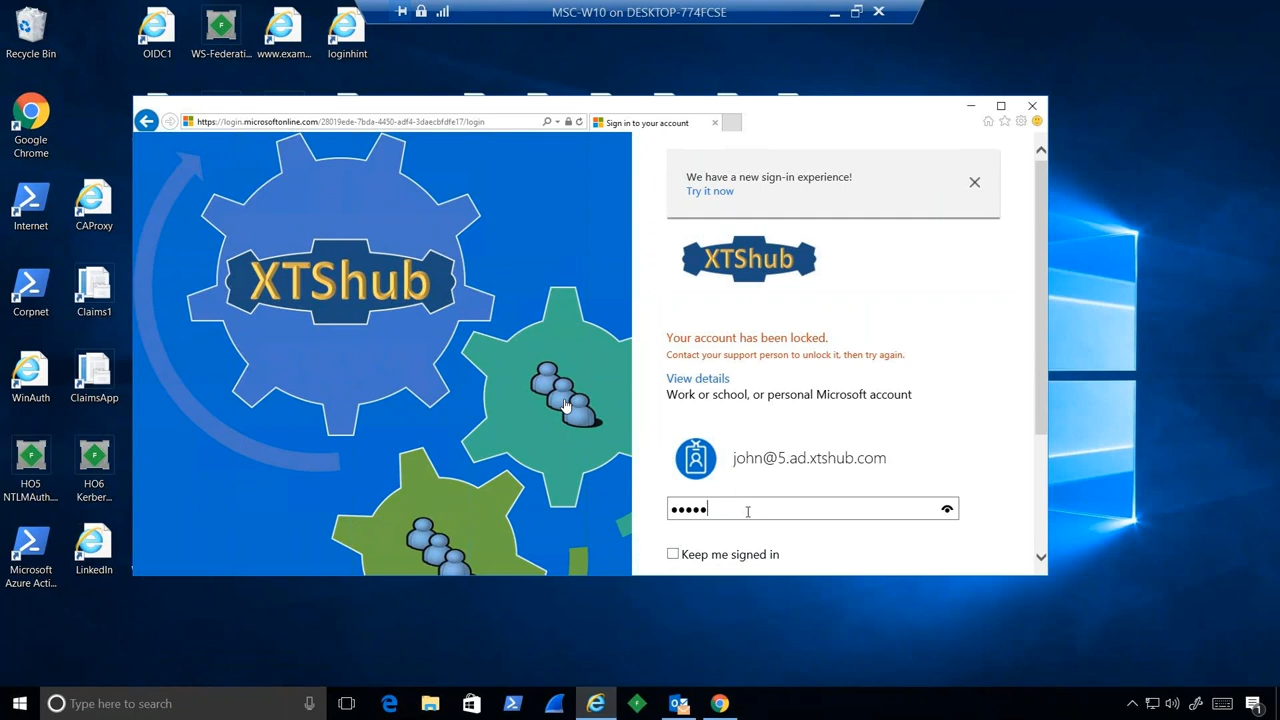 MSC-W10 on DESKTOP-774FCSE
Recycle Bin
OIDC1
WS-Federati...
www.exam...
loginhint
Google
Chrome
Internet
CAProxy
Corpnet
Claims1
WinAuth
ClaimsApp
HO5
NTLMAuth...
HO6
Kerber...
Microsoft
Azure Acti...
LinkedIn
https://login.microsoftonline.com/28019ede-7bda-4450-adf4-3daecbfdfe17/login
Sign in to your account
XTShub
We have a new sign-in experience!
Try it now
XTShub
Your account has been locked.
Contact your support person to unlock it, then try again.
View details
Work or school, or personal Microsoft account
john@5.ad.xtshub.com
Keep me signed in
Type here to search